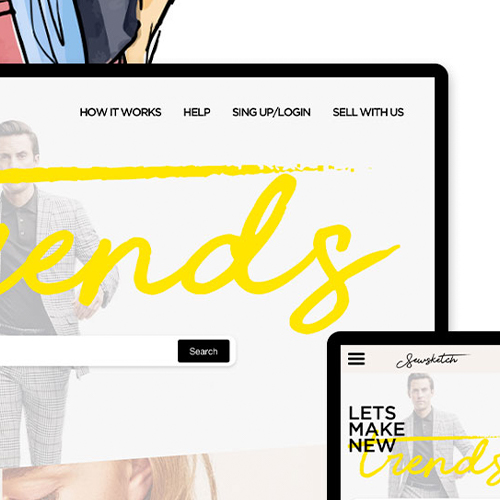 HOW IT WORKS HELP SING UP/LOGIN SELL WITH US
rends
Search
Sewsketch
LETS
MAKE
NEW
trends